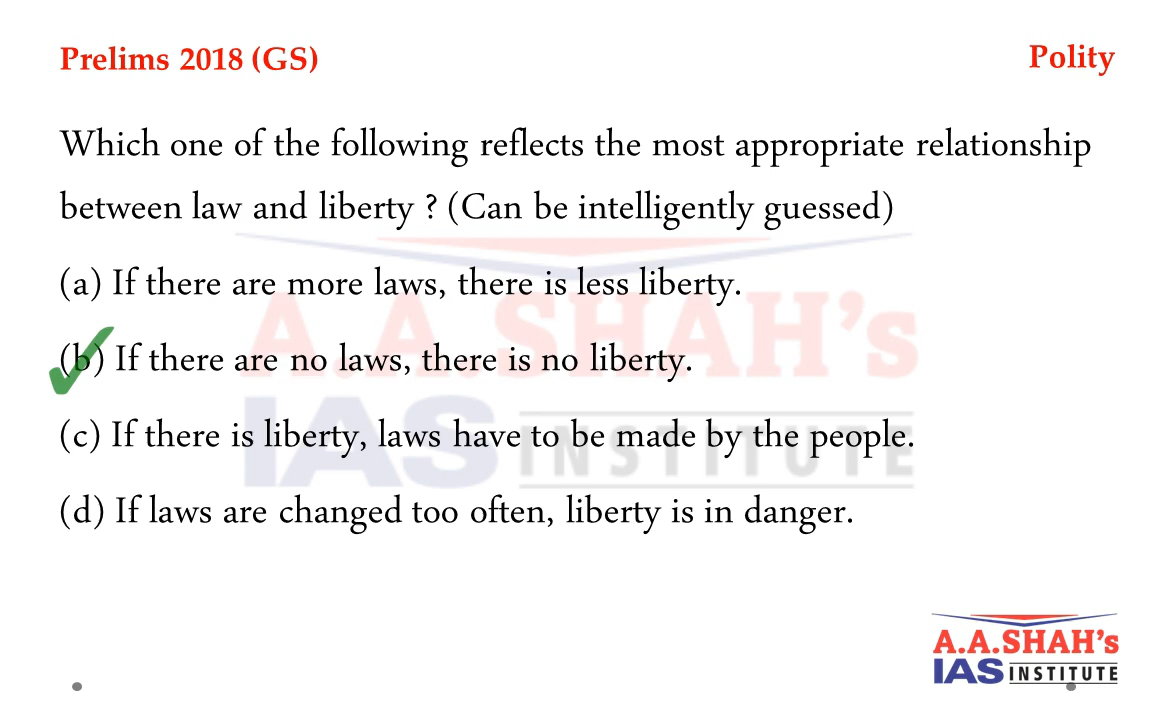 Prelims 2018 (GS)
Polity
Which one of the following reflects the most appropriate relationship
between law and liberty ? (Can be intelligently guessed)
(a) If there are more laws, there is less liberty.
(b) If there are no laws, there is no liberty.
(c) If there is liberty, laws have to be made by the people.
(d) If laws are changed too often, liberty is in danger.
A.A.SHAH's
IAS INSTITUTE
A.A.SHAH's
IAS INSTITUTE